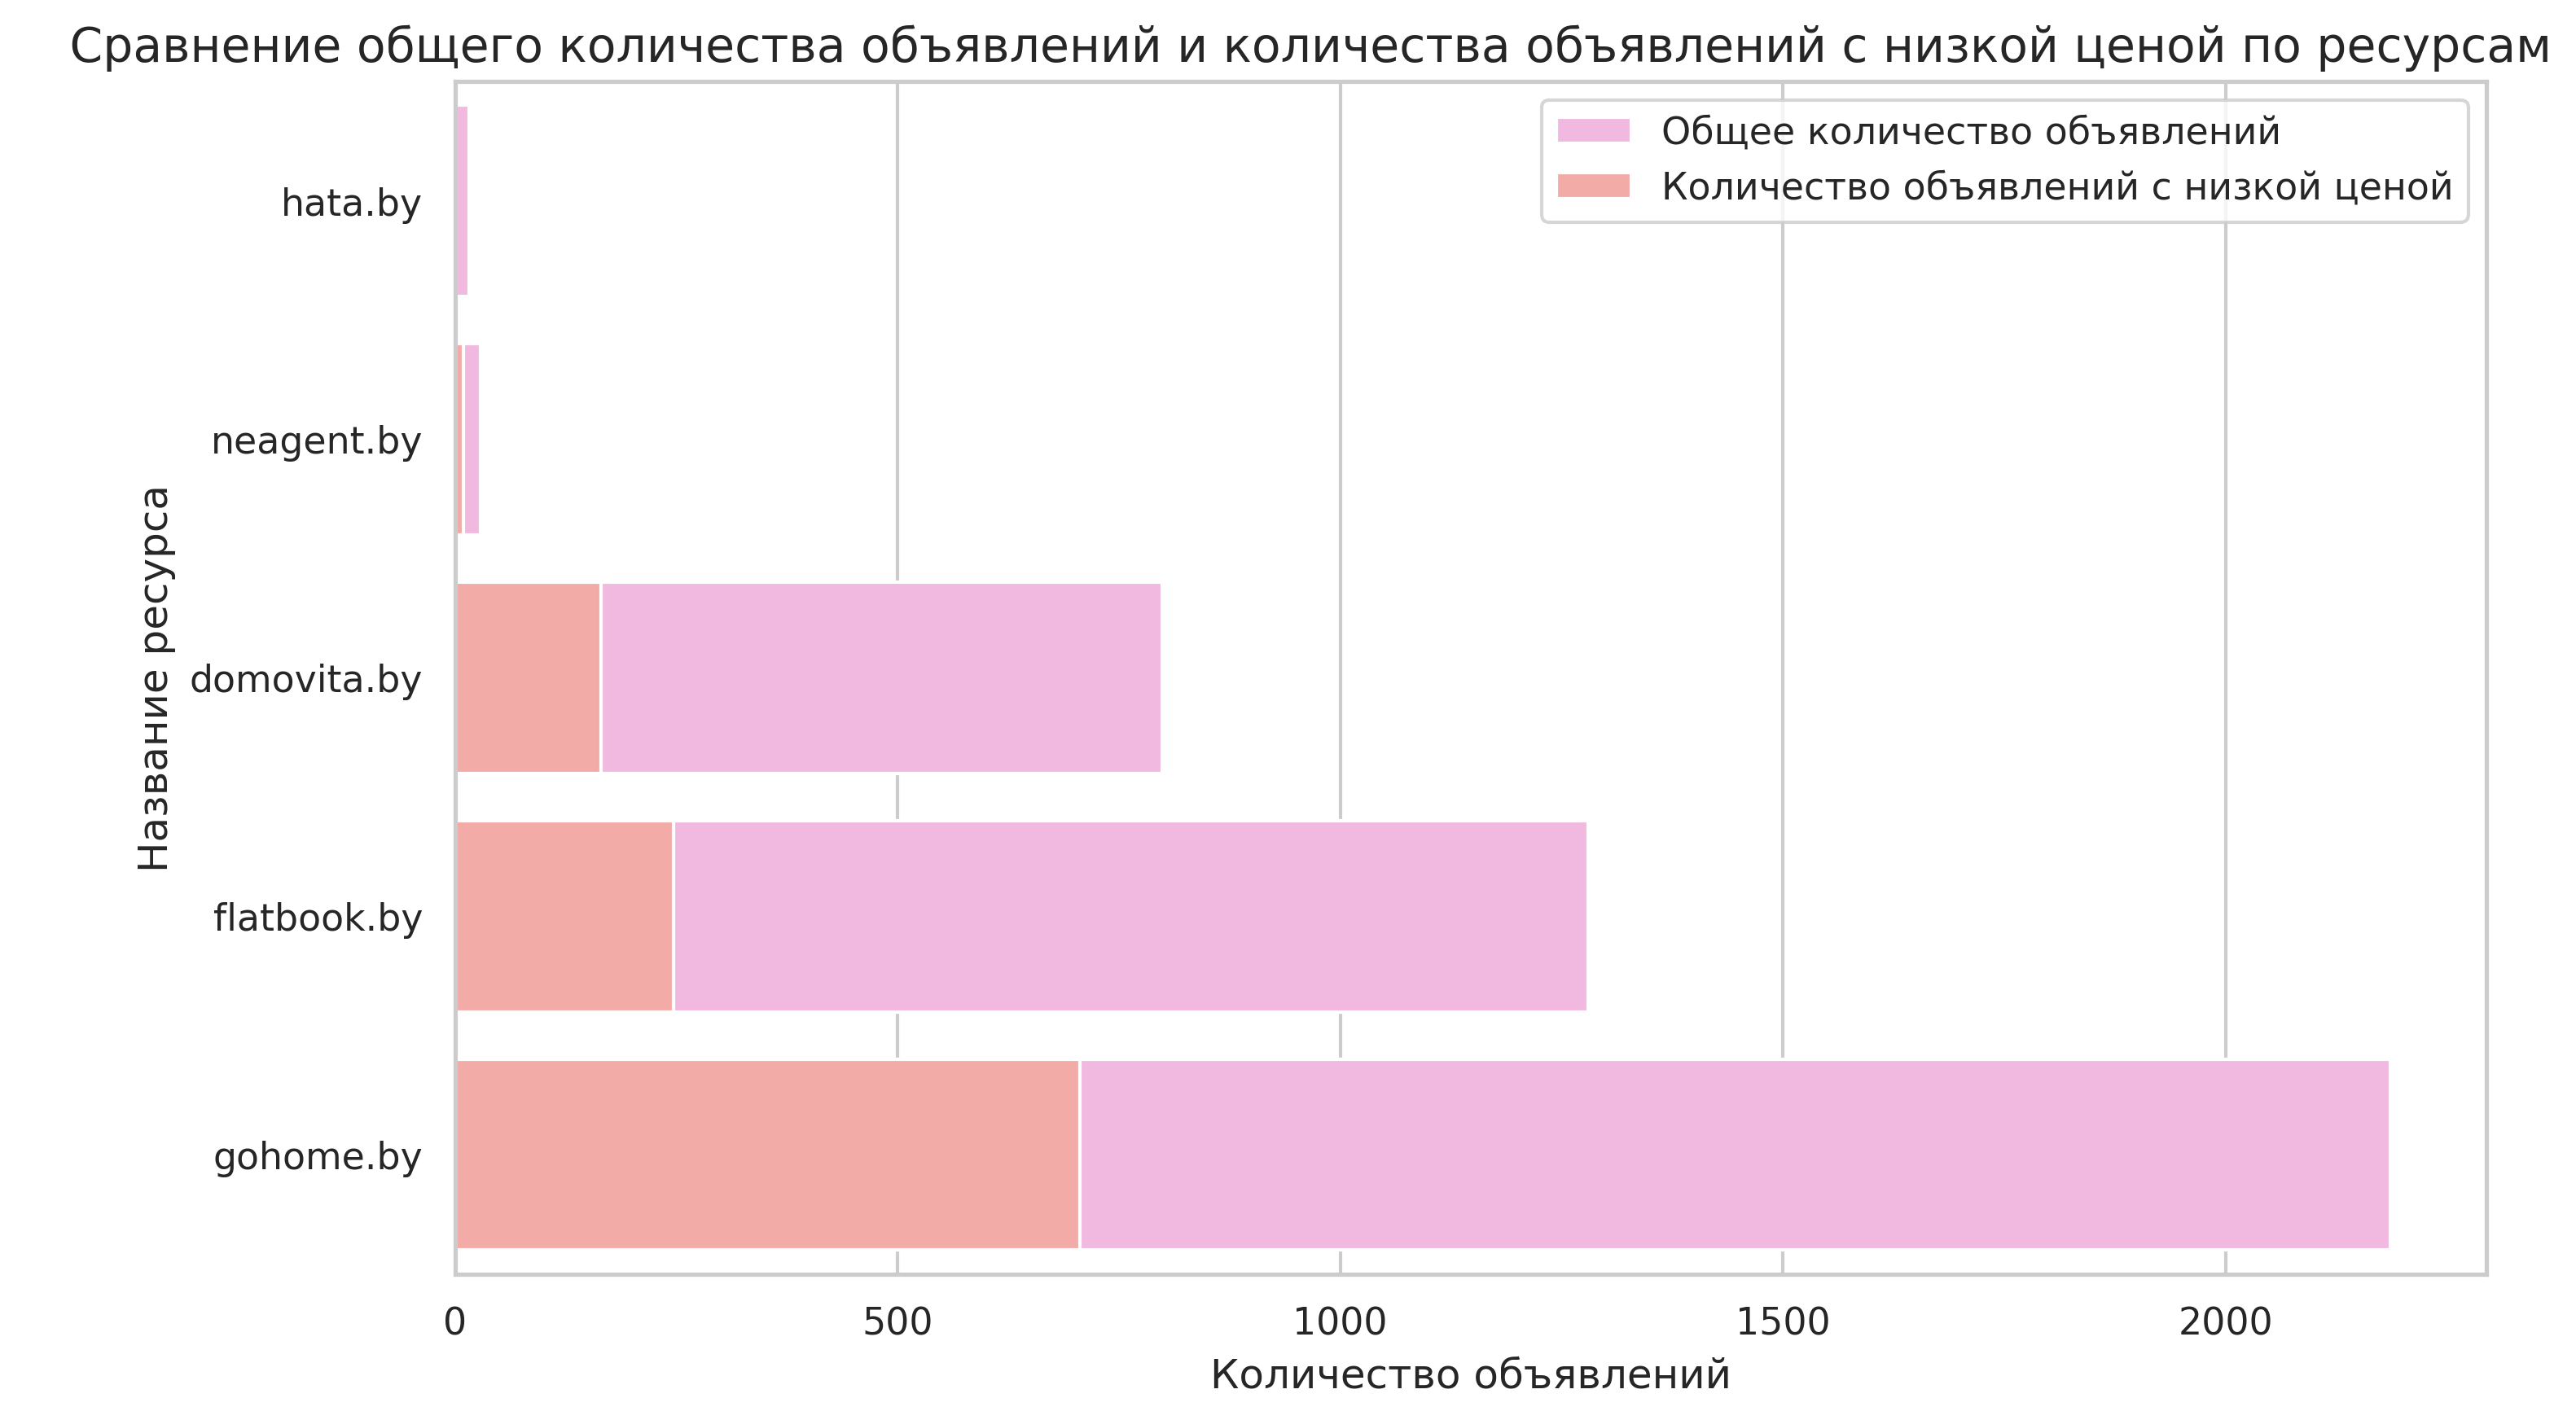 Сравнение общего количества объявлений и количества объявлений с низкой ценой по ресурсам
Общее количество объявлений
Количество объявлений с низкой ценой
Название ресурса
hata.by
neagent.by
domovita.by
flatbook.by
gohome.by
0 500 1000 1500 2000
Количество объявлений